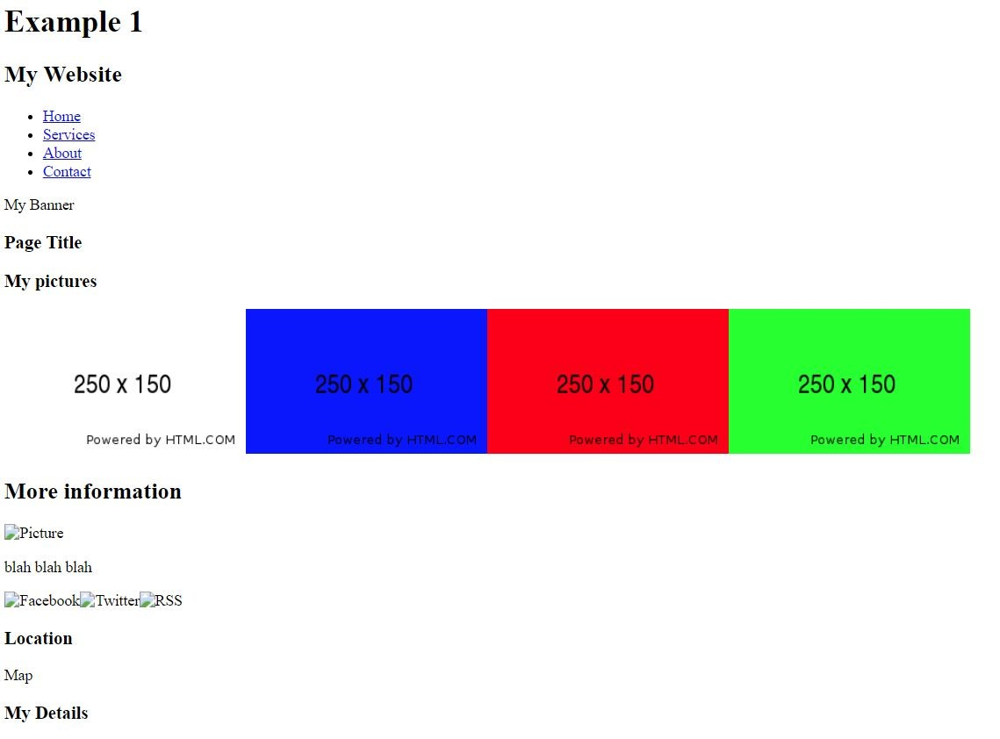 Example 1
My Website
Home
Services
About
Contact
My Banner
Page Title
My pictures
250 x 150 250 x 150 250 x 150 250 x 150
Powered by HTML.COM Powered by HTML.COM Powered by HTML.COM Powered by HTML.COM
More information
Picture
blah blah blah
FacebookTwitterRSS
Location
Map
My Details